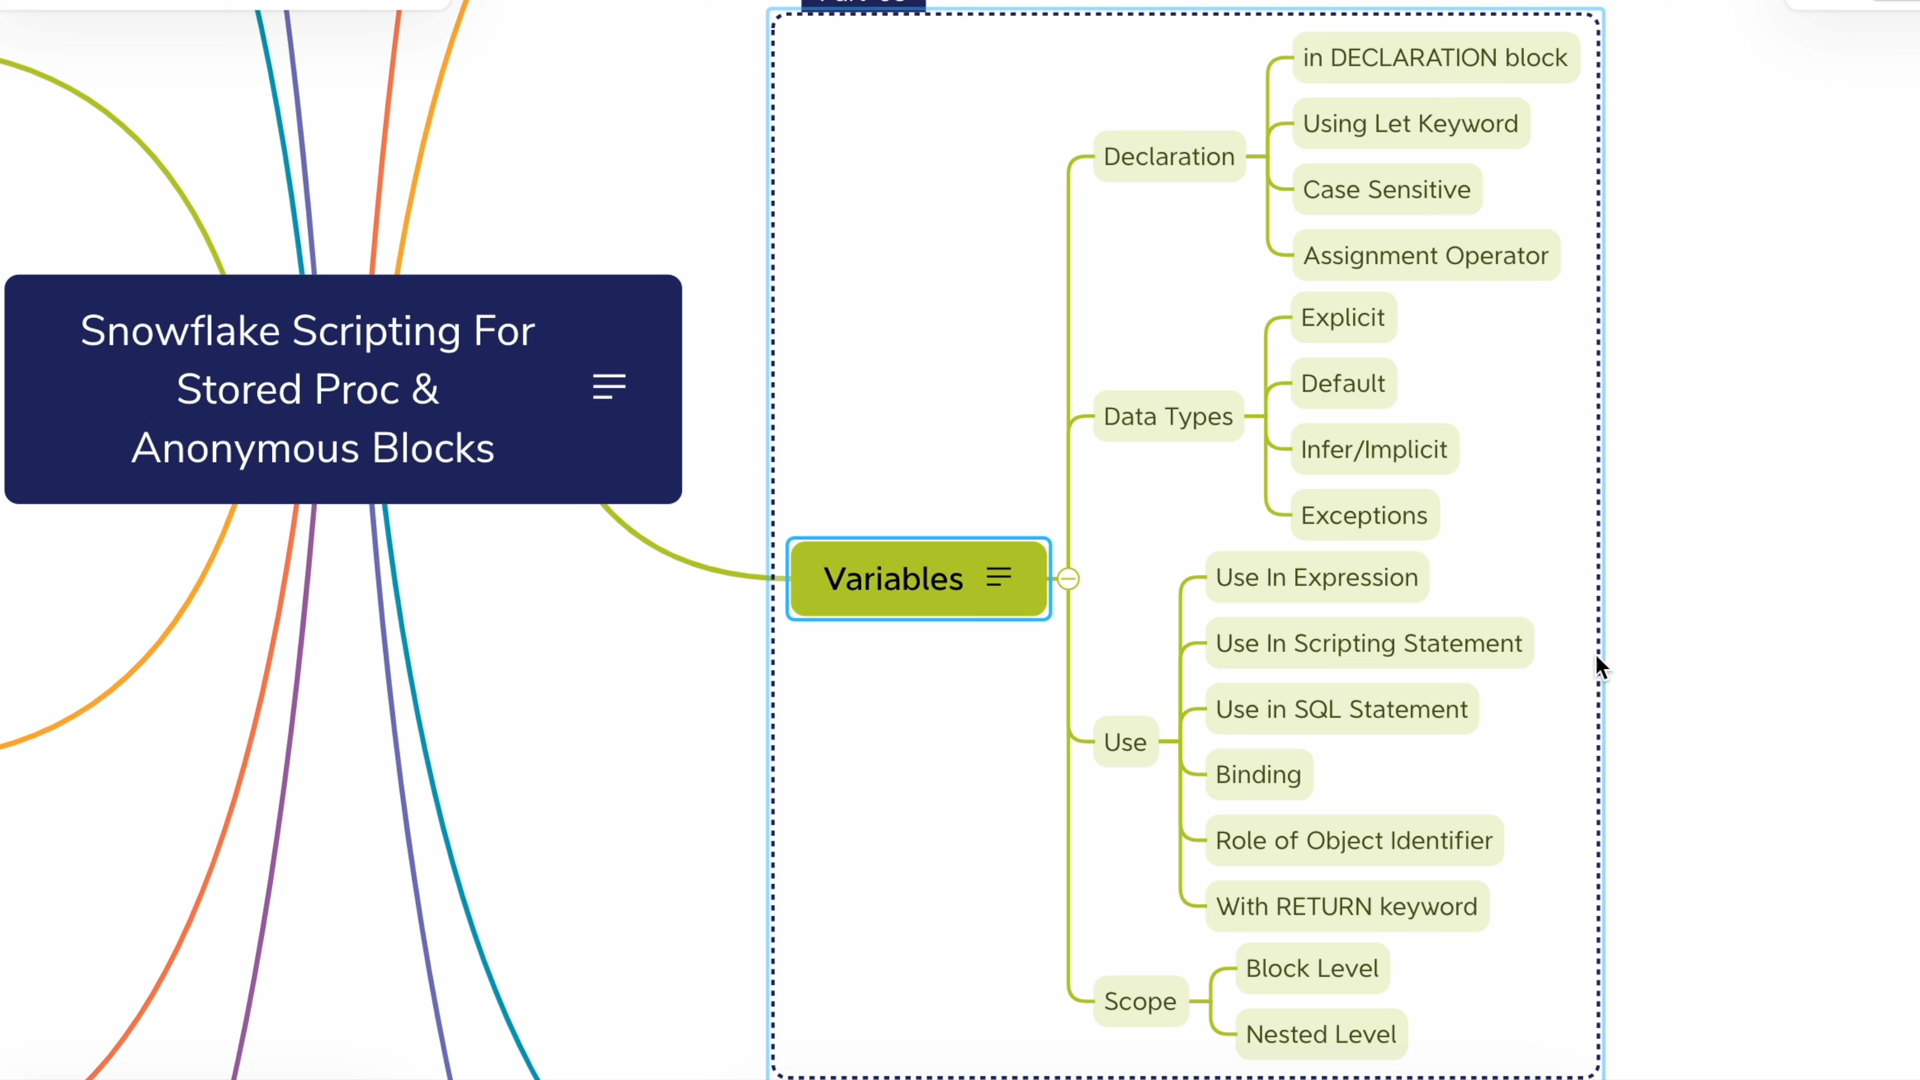 Snowflake Scripting For
Stored Proc &
Anonymous Blocks
Variables
Declaration
in DECLARATION block
Using Let Keyword
Case Sensitive
Assignment Operator
Data Types
Explicit
Default
Infer/Implicit
Exceptions
Use
Use In Expression
Use In Scripting Statement
Use in SQL Statement
Binding
Role of Object Identifier
With RETURN keyword
Scope
Block Level
Nested Level